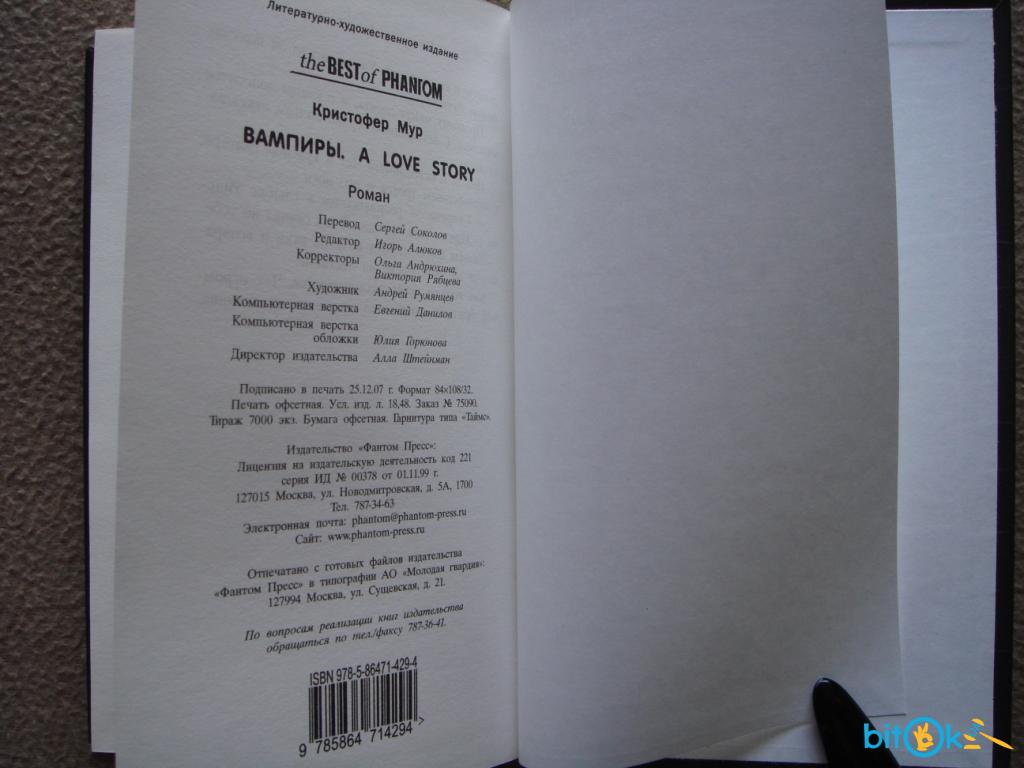 Литературно-художественное издание
the BEST of PHANTOM
Кристофер Мур
ВАМПИРЫ. A LOVE STORY
Роман
Перевод Сергей Соколов
Редактор Игорь Алюков
Корректоры Ольга Андрюхина,
Виктория Рябцева
Художник Андрей Румянцев
Компьютерная верстка Евгений Данилов
Компьютерная верстка
обложки Юлия Горюнова
Директор издательства Алла Штейнман
Подписано в печать 25.12.07 г. Формат 84×108/32.
Печать офсетная. Усл. изд. л. 18,48. Заказ № 75090.
Тираж 7000 экз. Бумага офсетная. Гарнитура типа «Таймс».
Издательство «Фантом Пресс»:
Лицензия на издательскую деятельность код 221
серия ИД № 00378 от 01.11.99 г.
127015 Москва, ул. Новодмитровская, д. 5А, 1700
Тел. 787-34-63
Электронная почта: phantom@phantom-press.ru
Сайт: www.phantom-press.ru
Отпечатано с готовых файлов издательства
«Фантом Пресс» в типографии АО «Молодая гвардия»:
127994 Москва, ул. Сущевская, д. 21.
По вопросам реализации книг издательства
обращаться по тел./факсу 787-36-41.
ISBN 978-5-86471-429-4
9 785864 714294 >
bitOk